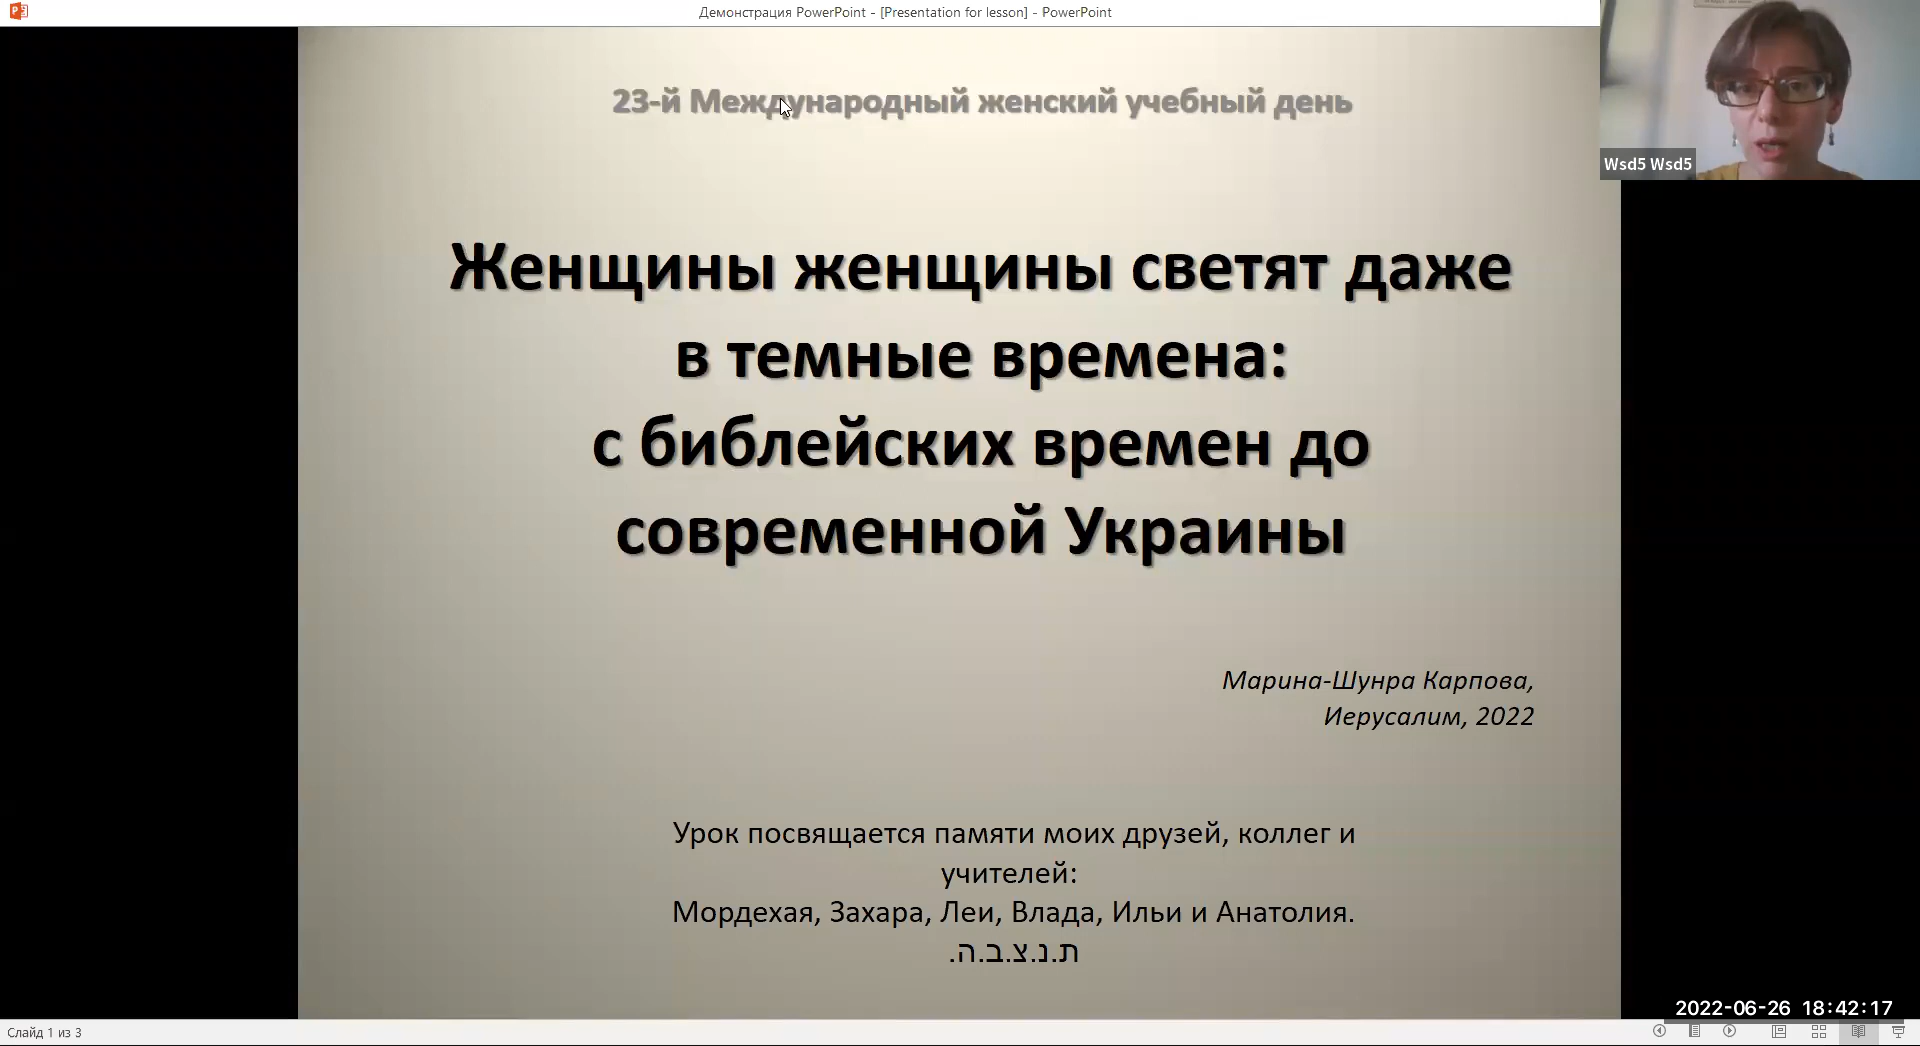 Демонстрация PowerPoint - [Presentation for lesson] - PowerPoint
23-й Международный женский учебный день
Женщины женщины светят даже
в темные времена:
с библейских времен до
современной Украины
Марина-Шунра Карпова,
Иерусалим, 2022
Урок посвящается памяти моих друзей, коллег и
учителей:
Мордехая, Захара, Леи, Влада, Ильи и Анатолия.
ת.נ.צ.ב.ה.
Wsd5 Wsd5
2022-06-26 18:42:17
Слайд 1 из 3